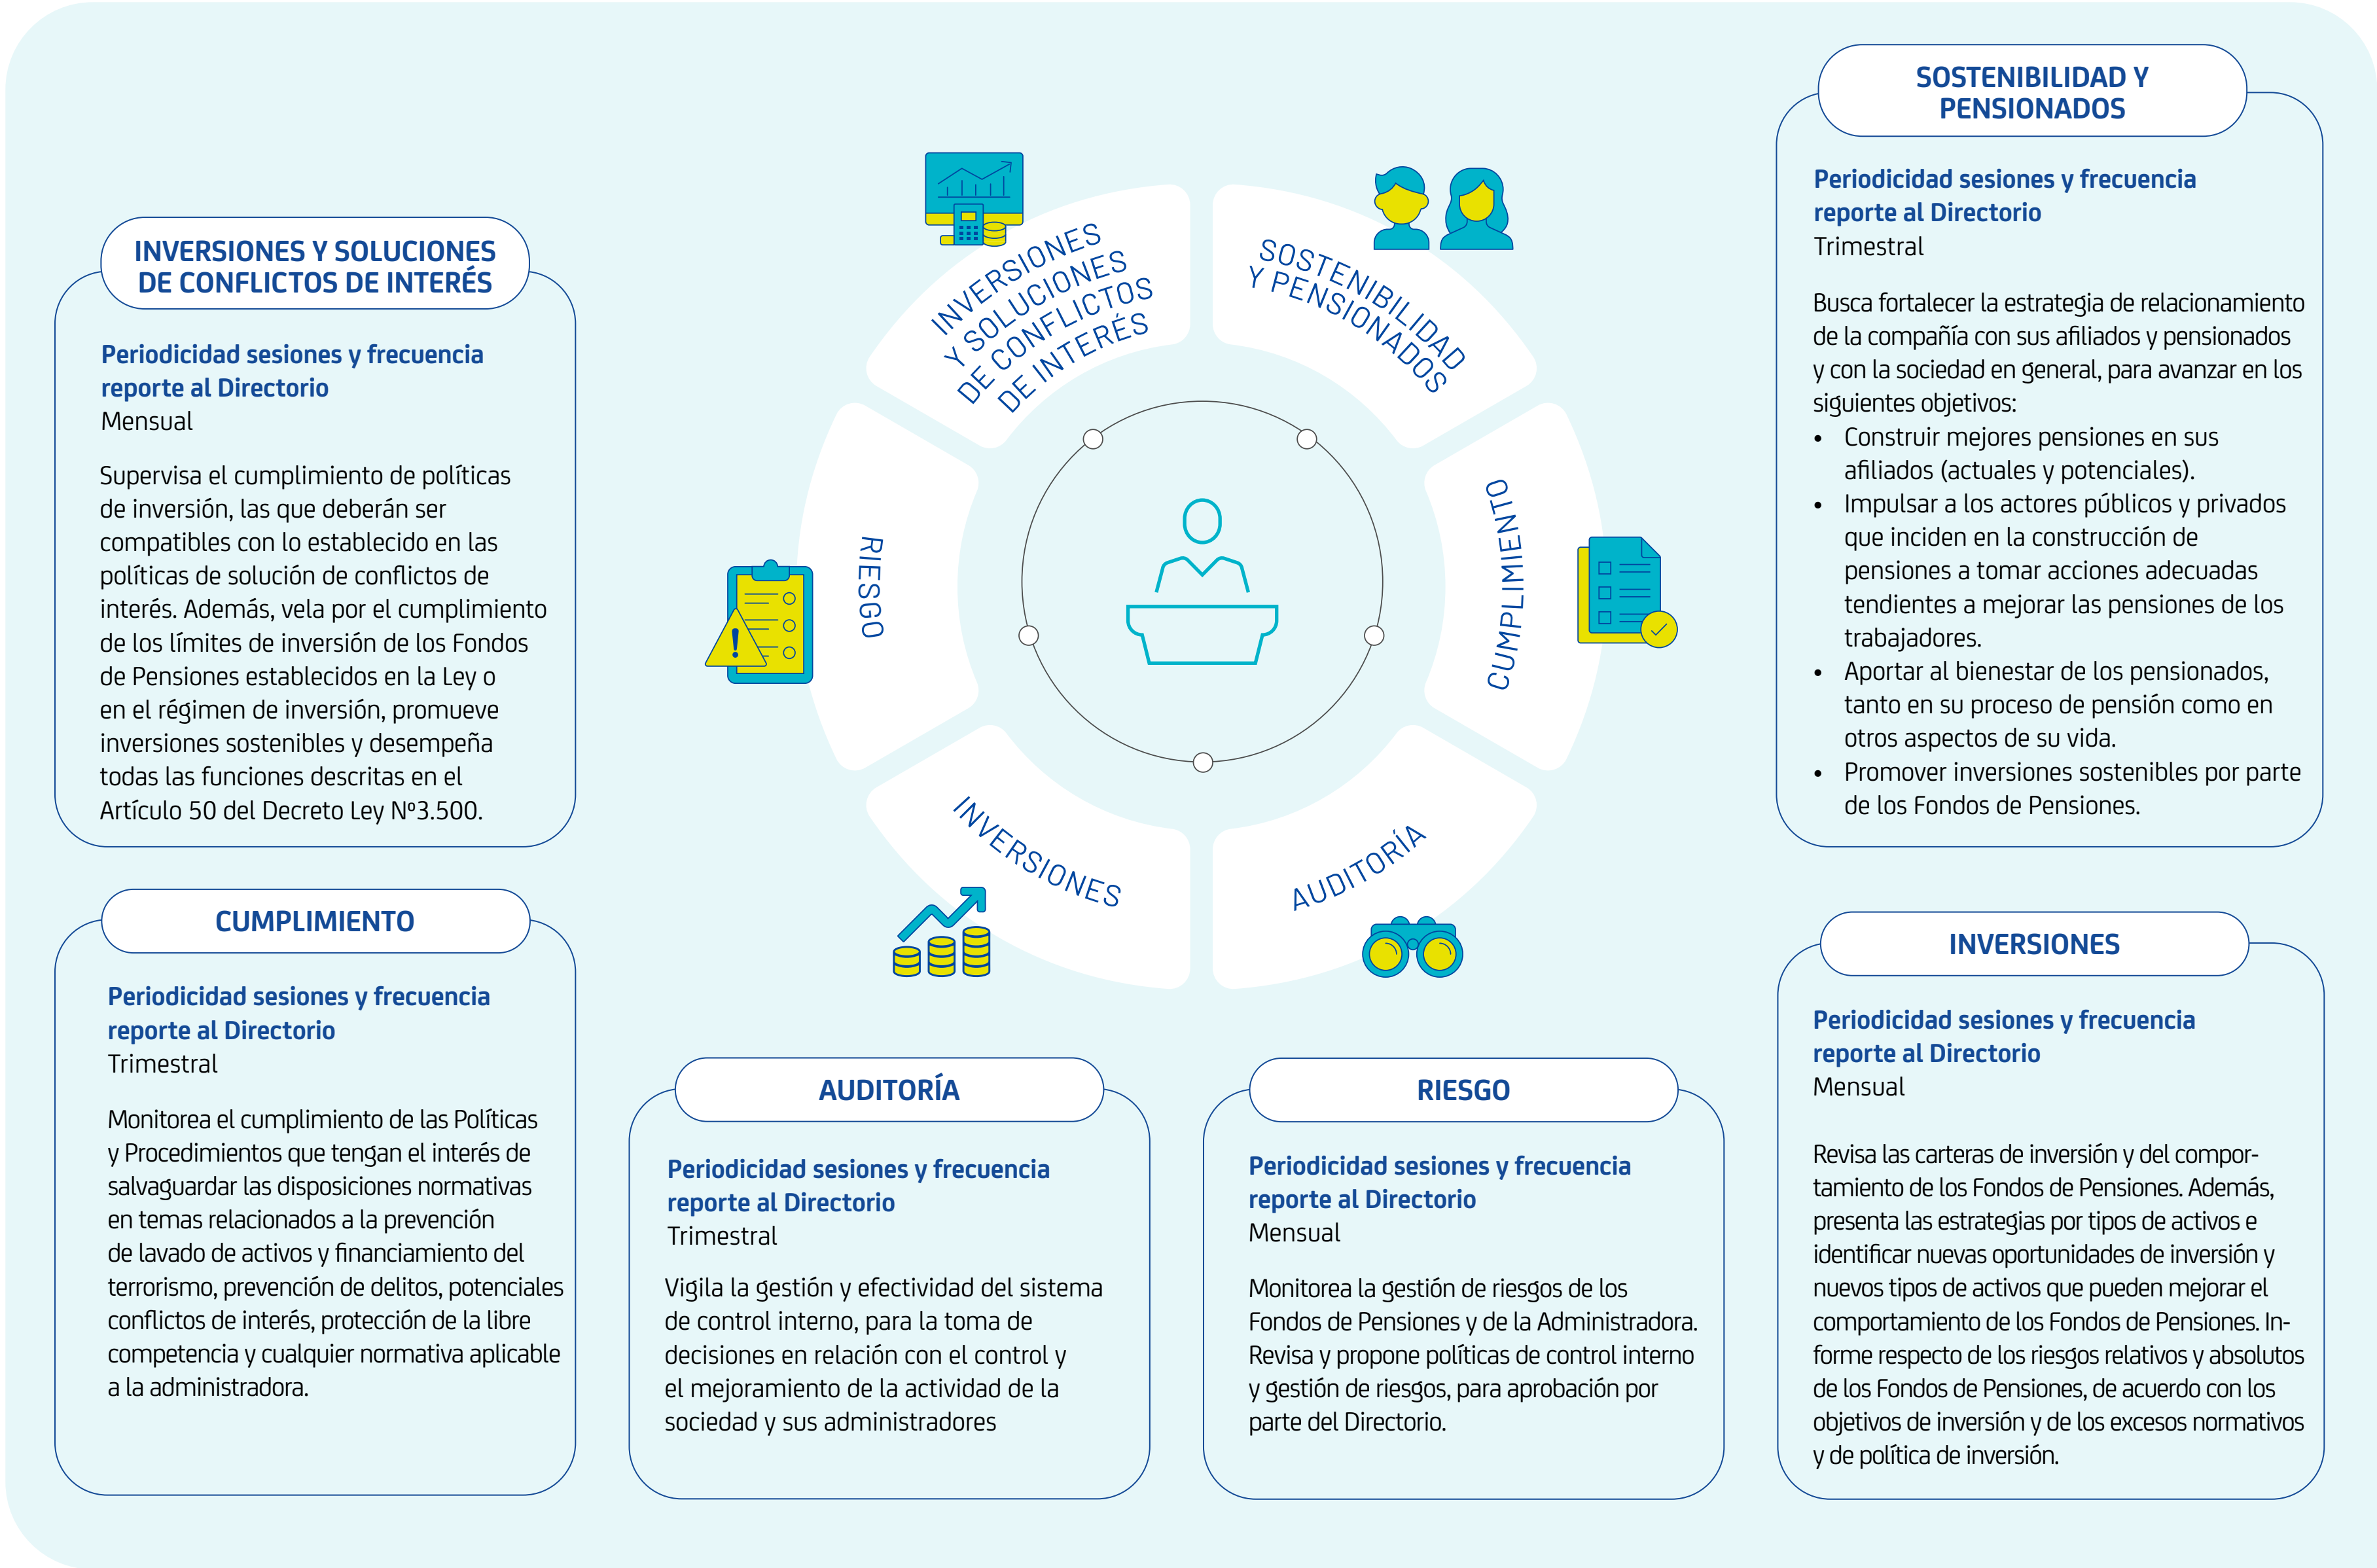 INVERSIONES Y SOLUCIONES
DE CONFLICTOS DE INTERÉS
Periodicidad sesiones y frecuencia
reporte al Directorio
Mensual
Supervisa el cumplimiento de políticas
de inversión, las que deberán ser
compatibles con lo establecido en las
políticas de solución de conflictos de
interés. Además, vela por el cumplimiento
de los límites de inversión de los Fondos
de Pensiones establecidos en la Ley o
en el régimen de inversión, promueve
inversiones sostenibles y desempeña
todas las funciones descritas en el
Artículo 50 del Decreto Ley Nº3.500.
INVERSIONES
Y SOLUCIONES
DE CONFLICTOS
DE INTERÉS
SOSTENIBILIDAD
Y PENSIONADOS
RIESGO
CUMPLIMIENTO
INVERSIONES
AUDITORÍA
SOSTENIBILIDAD Y
PENSIONADOS
Periodicidad sesiones y frecuencia
reporte al Directorio
Trimestral
Busca fortalecer la estrategia de relacionamiento
de la compañía con sus afiliados y pensionados
y con la sociedad en general, para avanzar en los
siguientes objetivos:
• Construir mejores pensiones en sus
afiliados (actuales y potenciales).
• Impulsar a los actores públicos y privados
que inciden en la construcción de
pensiones a tomar acciones adecuadas
tendientes a mejorar las pensiones de los
trabajadores.
• Aportar al bienestar de los pensionados,
tanto en su proceso de pensión como en
otros aspectos de su vida.
• Promover inversiones sostenibles por parte
de los Fondos de Pensiones.
CUMPLIMIENTO
Periodicidad sesiones y frecuencia
reporte al Directorio
Trimestral
Monitorea el cumplimiento de las Políticas
y Procedimientos que tengan el interés de
salvaguardar las disposiciones normativas
en temas relacionados a la prevención
de lavado de activos y financiamiento del
terrorismo, prevención de delitos, potenciales
conflictos de interés, protección de la libre
competencia y cualquier normativa aplicable
a la administradora.
AUDITORÍA
Periodicidad sesiones y frecuencia
reporte al Directorio
Trimestral
Vigila la gestión y efectividad del sistema
de control interno, para la toma de
decisiones en relación con el control y
el mejoramiento de la actividad de la
sociedad y sus administradores
RIESGO
Periodicidad sesiones y frecuencia
reporte al Directorio
Mensual
Monitorea la gestión de riesgos de los
Fondos de Pensiones y de la Administradora.
Revisa y propone políticas de control interno
y gestión de riesgos, para aprobación por
parte del Directorio.
INVERSIONES
Periodicidad sesiones y frecuencia
reporte al Directorio
Mensual
Revisa las carteras de inversión y del compor-
tamiento de los Fondos de Pensiones. Además,
presenta las estrategias por tipos de activos e
identificar nuevas oportunidades de inversión y
nuevos tipos de activos que pueden mejorar el
comportamiento de los Fondos de Pensiones. In-
forme respecto de los riesgos relativos y absolutos
de los Fondos de Pensiones, de acuerdo con los
objetivos de inversión y de los excesos normativos
y de política de inversión.